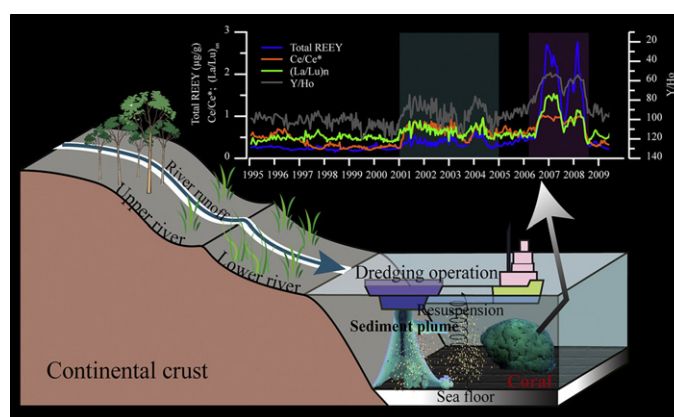 3
2
1
0
Total REEY (μg/g)
Ce/Ce*; (La/Lu)n
Total REEY
Ce/Ce*
(La/Lu)n
Y/Ho
20
40
60
80
100
120
140
Y/Ho
1995 1996 1997 1998 1999 2000 2001 2002 2003 2004 2005 2006 2007 2008 2009
River runoff
Upper river
Lower river
Dredging operation
Resuspension
Sediment plume
Coral
Sea floor
Continental crust